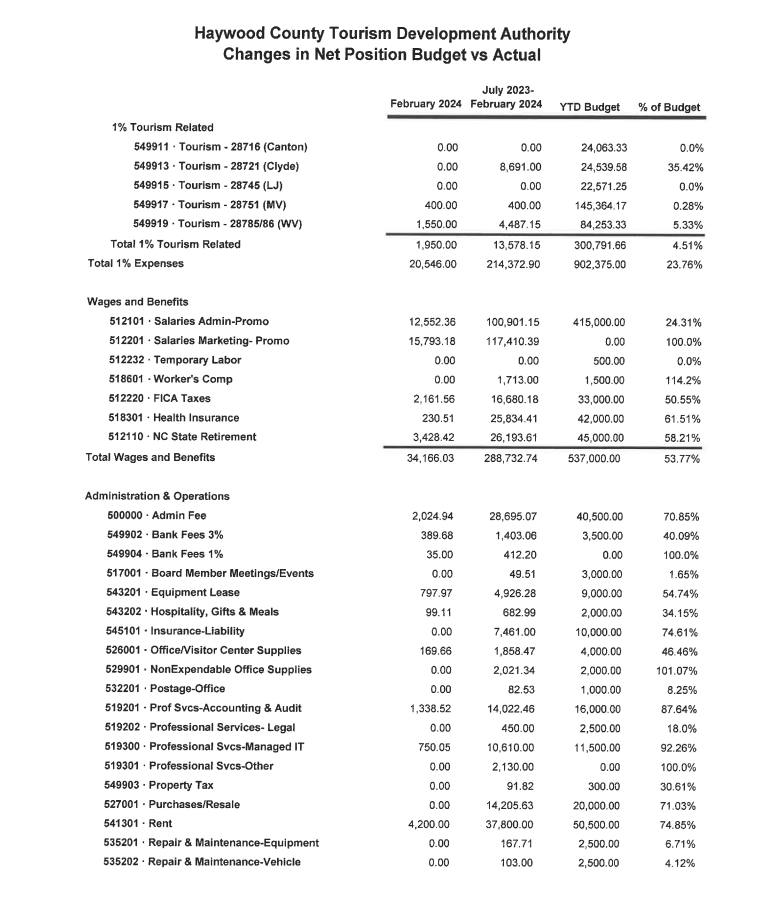 Haywood County Tourism Development Authority
Changes in Net Position Budget vs Actual
July 2023-
February 2024 February 2024 YTD Budget % of Budget
1% Tourism Related
549911 · Tourism - 28716 (Canton) 0.00 0.00 24,063.33 0.0%
549913 · Tourism - 28721 (Clyde) 0.00 8,691.00 24,539.58 35.42%
549915 · Tourism - 28745 (LJ) 0.00 0.00 22,571.25 0.0%
549917 · Tourism - 28751 (MV) 400.00 400.00 145,364.17 0.28%
549919 · Tourism - 28785/86 (WV) 1,550.00 4,487.15 84,253.33 5.33%
Total 1% Tourism Related 1,950.00 13,578.15 300,791.66 4.51%
Total 1% Expenses 20,546.00 214,372.90 902,375.00 23.76%
Wages and Benefits
512101 · Salaries Admin-Promo 12,552.36 100,901.15 415,000.00 24.31%
512201 · Salaries Marketing- Promo 15,793.18 117,410.39 0.00 100.0%
512232 · Temporary Labor 0.00 0.00 500.00 0.0%
518601 · Worker's Comp 0.00 1,713.00 1,500.00 114.2%
512220 · FICA Taxes 2,161.56 16,680.18 33,000.00 50.55%
518301 · Health Insurance 230.51 25,834.41 42,000.00 61.51%
512110 · NC State Retirement 3,428.42 26,193.61 45,000.00 58.21%
Total Wages and Benefits 34,166.03 288,732.74 537,000.00 53.77%
Administration & Operations
500000 · Admin Fee 2,024.94 28,695.07 40,500.00 70.85%
549902 · Bank Fees 3% 389.68 1,403.06 3,500.00 40.09%
549904 · Bank Fees 1% 35.00 412.20 0.00 100.0%
517001 · Board Member Meetings/Events 0.00 49.51 3,000.00 1.65%
543201 · Equipment Lease 797.97 4,926.28 9,000.00 54.74%
543202 · Hospitality, Gifts & Meals 99.11 682.99 2,000.00 34.15%
545101 · Insurance-Liability 0.00 7,461.00 10,000.00 74.61%
526001 · Office/Visitor Center Supplies 169.66 1,858.47 4,000.00 46.46%
529901 · NonExpendable Office Supplies 0.00 2,021.34 2,000.00 101.07%
532201 · Postage-Office 0.00 82.53 1,000.00 8.25%
519201 · Prof Svcs-Accounting & Audit 1,338.52 14,022.46 16,000.00 87.64%
519202 · Professional Services- Legal 0.00 450.00 2,500.00 18.0%
519300 · Professional Svcs-Managed IT 750.05 10,610.00 11,500.00 92.26%
519301 · Professional Svcs-Other 0.00 2,130.00 0.00 100.0%
549903 · Property Tax 0.00 91.82 300.00 30.61%
527001 · Purchases/Resale 0.00 14,205.63 20,000.00 71.03%
541301 · Rent 4,200.00 37,800.00 50,500.00 74.85%
535201 · Repair & Maintenance-Equipment 0.00 167.71 2,500.00 6.71%
535202 · Repair & Maintenance-Vehicle 0.00 103.00 2,500.00 4.12%